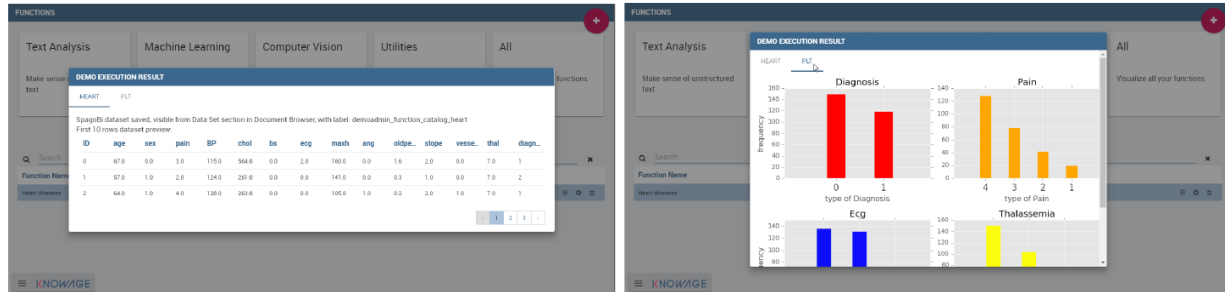 FUNCTIONS
+
Text Analysis
Machine Learning
Computer Vision
Utilities
All
Make sense
text
functions
DEMO EXECUTION RESULT
HEART PLT
SpagoBi dataset saved, visible from Data Set section in Document Browser, with label: demoadmin_function_catalog_heart
First 10 rows dataset preview:
ID age sex pain BP chol bs ecg maxh ang oldpe... slope vesse... thal diagn...
0 67.0 0.0 3.0 115.0 564.0 0.0 2.0 160.0 0.0 1.6 2.0 0.0 7.0 1
1 57.0 1.0 2.0 124.0 261.0 0.0 0.0 141.0 0.0 0.3 1.0 0.0 7.0 2
2 64.0 1.0 4.0 128.0 263.0 0.0 0.0 105.0 1.0 0.2 2.0 1.0 7.0 1
1 2 3
Search
Function Name
Heart diseases
KNOWAGE
FUNCTIONS
+
Text Analysis
All
Make sense of unstructured
text
Visualize all your functions
DEMO EXECUTION RESULT
HEART PLT
Diagnosis
160
140
120
100
80
60
40
20
0
frequency
0 1
type of Diagnosis
Pain
140
120
100
80
60
40
20
0
4 3 2 1
type of Pain
Ecg
140
120
100
80
Thalassemia
160
140
120
100
80
Search
Function Name
Heart diseases
KNOWAGE